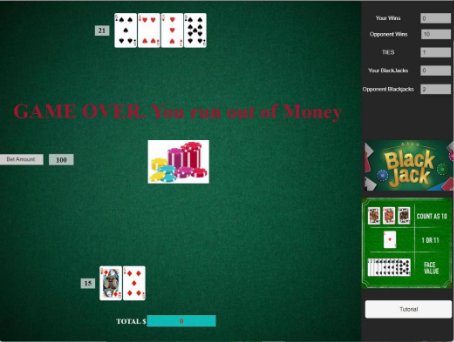 21
Your Wins 0
Opponent Wins 10
TIES 1
Your BlackJacks 0
Opponent Blackjacks 2
GAME OVER. You run out of Money
Bet Amount 100
Black
Jack
COUNT AS 10
1 OR 11
FACE
VALUE
15
TOTAL $ 0
Tutorial